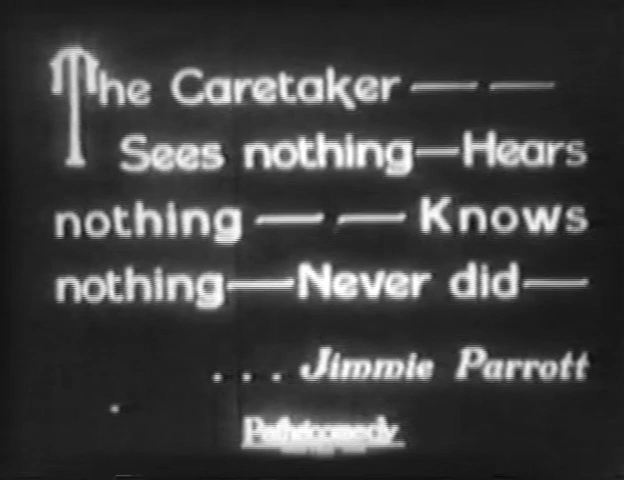 The Caretaker — —
Sees nothing—Hears
nothing — — Knows
nothing—Never did—
. . . Jimmie Parrott
Pathécomedy